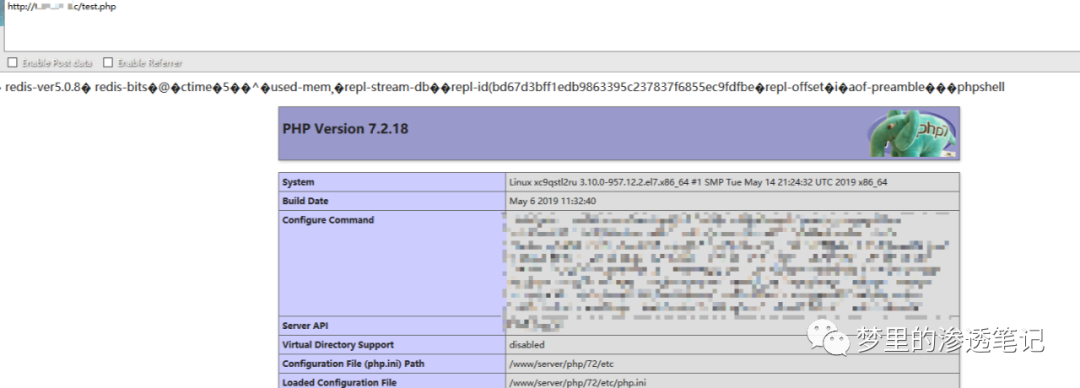 Enable Post data Enable Referrer
redis-ver5.0.8� redis-bits�@�ctime�5��^�used-mem¸�repl-stream-db��repl-id(bd67d3bff1edb9863395c237837f6855ec9fdfbe�repl-offset�i�aof-preamble���phpshell
PHP Version 7.2.18
php
System Linux xc9qstl2ru 3.10.0-957.12.2.el7.x86_64 #1 SMP Tue May 14 21:24:32 UTC 2019 x86_64
Build Date May 6 2019 11:32:40
Configure Command
Server API
Virtual Directory Support disabled
Configuration File (php.ini) Path /www/server/php/72/etc
Loaded Configuration File /www/server/php/72/etc/php.ini
梦里的渗透笔记